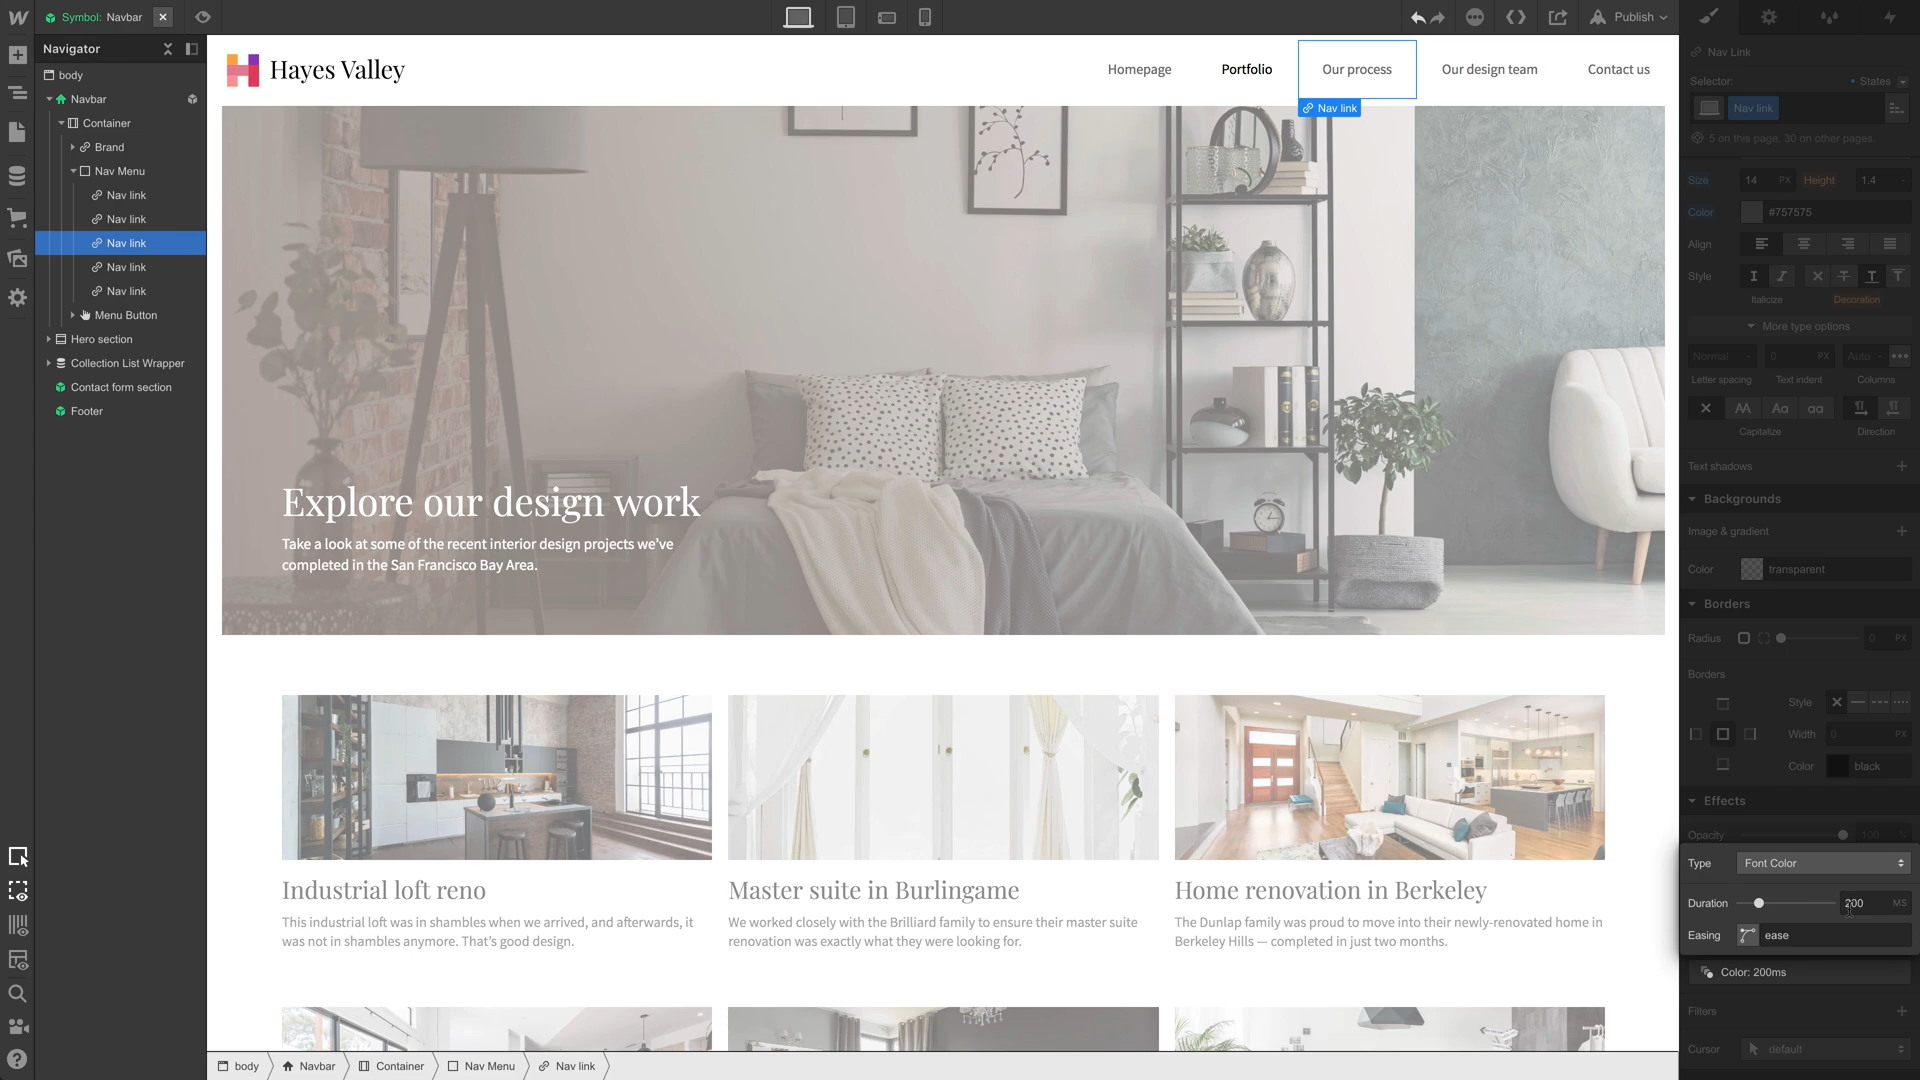 Symbol: Navbar
Publish
Navigator
body
Navbar
Container
Brand
Nav Menu
Nav link
Nav link
Nav link
Nav link
Nav link
Menu Button
Hero section
Collection List Wrapper
Contact form section
Footer
Hayes Valley
Homepage
Portfolio
Our process
Our design team
Contact us
Nav link
Explore our design work
Take a look at some of the recent interior design projects we've
completed in the San Francisco Bay Area.
Industrial loft reno
This industrial loft was in shambles when we arrived, and afterwards, it
was not in shambles anymore. That's good design.
Master suite in Burlingame
We worked closely with the Brilliard family to ensure their master suite
renovation was exactly what they were looking for.
Home renovation in Berkeley
The Dunlap family was proud to move into their newly-renovated home in
Berkeley Hills — completed in just two months.
body
Navbar
Container
Nav Menu
Nav link
Nav Link
Selector:
States
Nav link
5 on this page, 30 on other pages.
Size 14 PX Height 1.4 -
Color #757575
Align
Style
Italicize Decoration
More type options
Normal - 0 PX Auto -
Letter spacing Text indent Columns
AA Aa aa
Capitalize Direction
Text shadows
Backgrounds
Image & gradient
Color transparent
Borders
Radius 0 PX
Borders
Style
Width 0 PX
Color black
Effects
Opacity 100 %
Type Font Color
Duration 200 MS
Easing ease
Color: 200ms
Filters
Cursor default